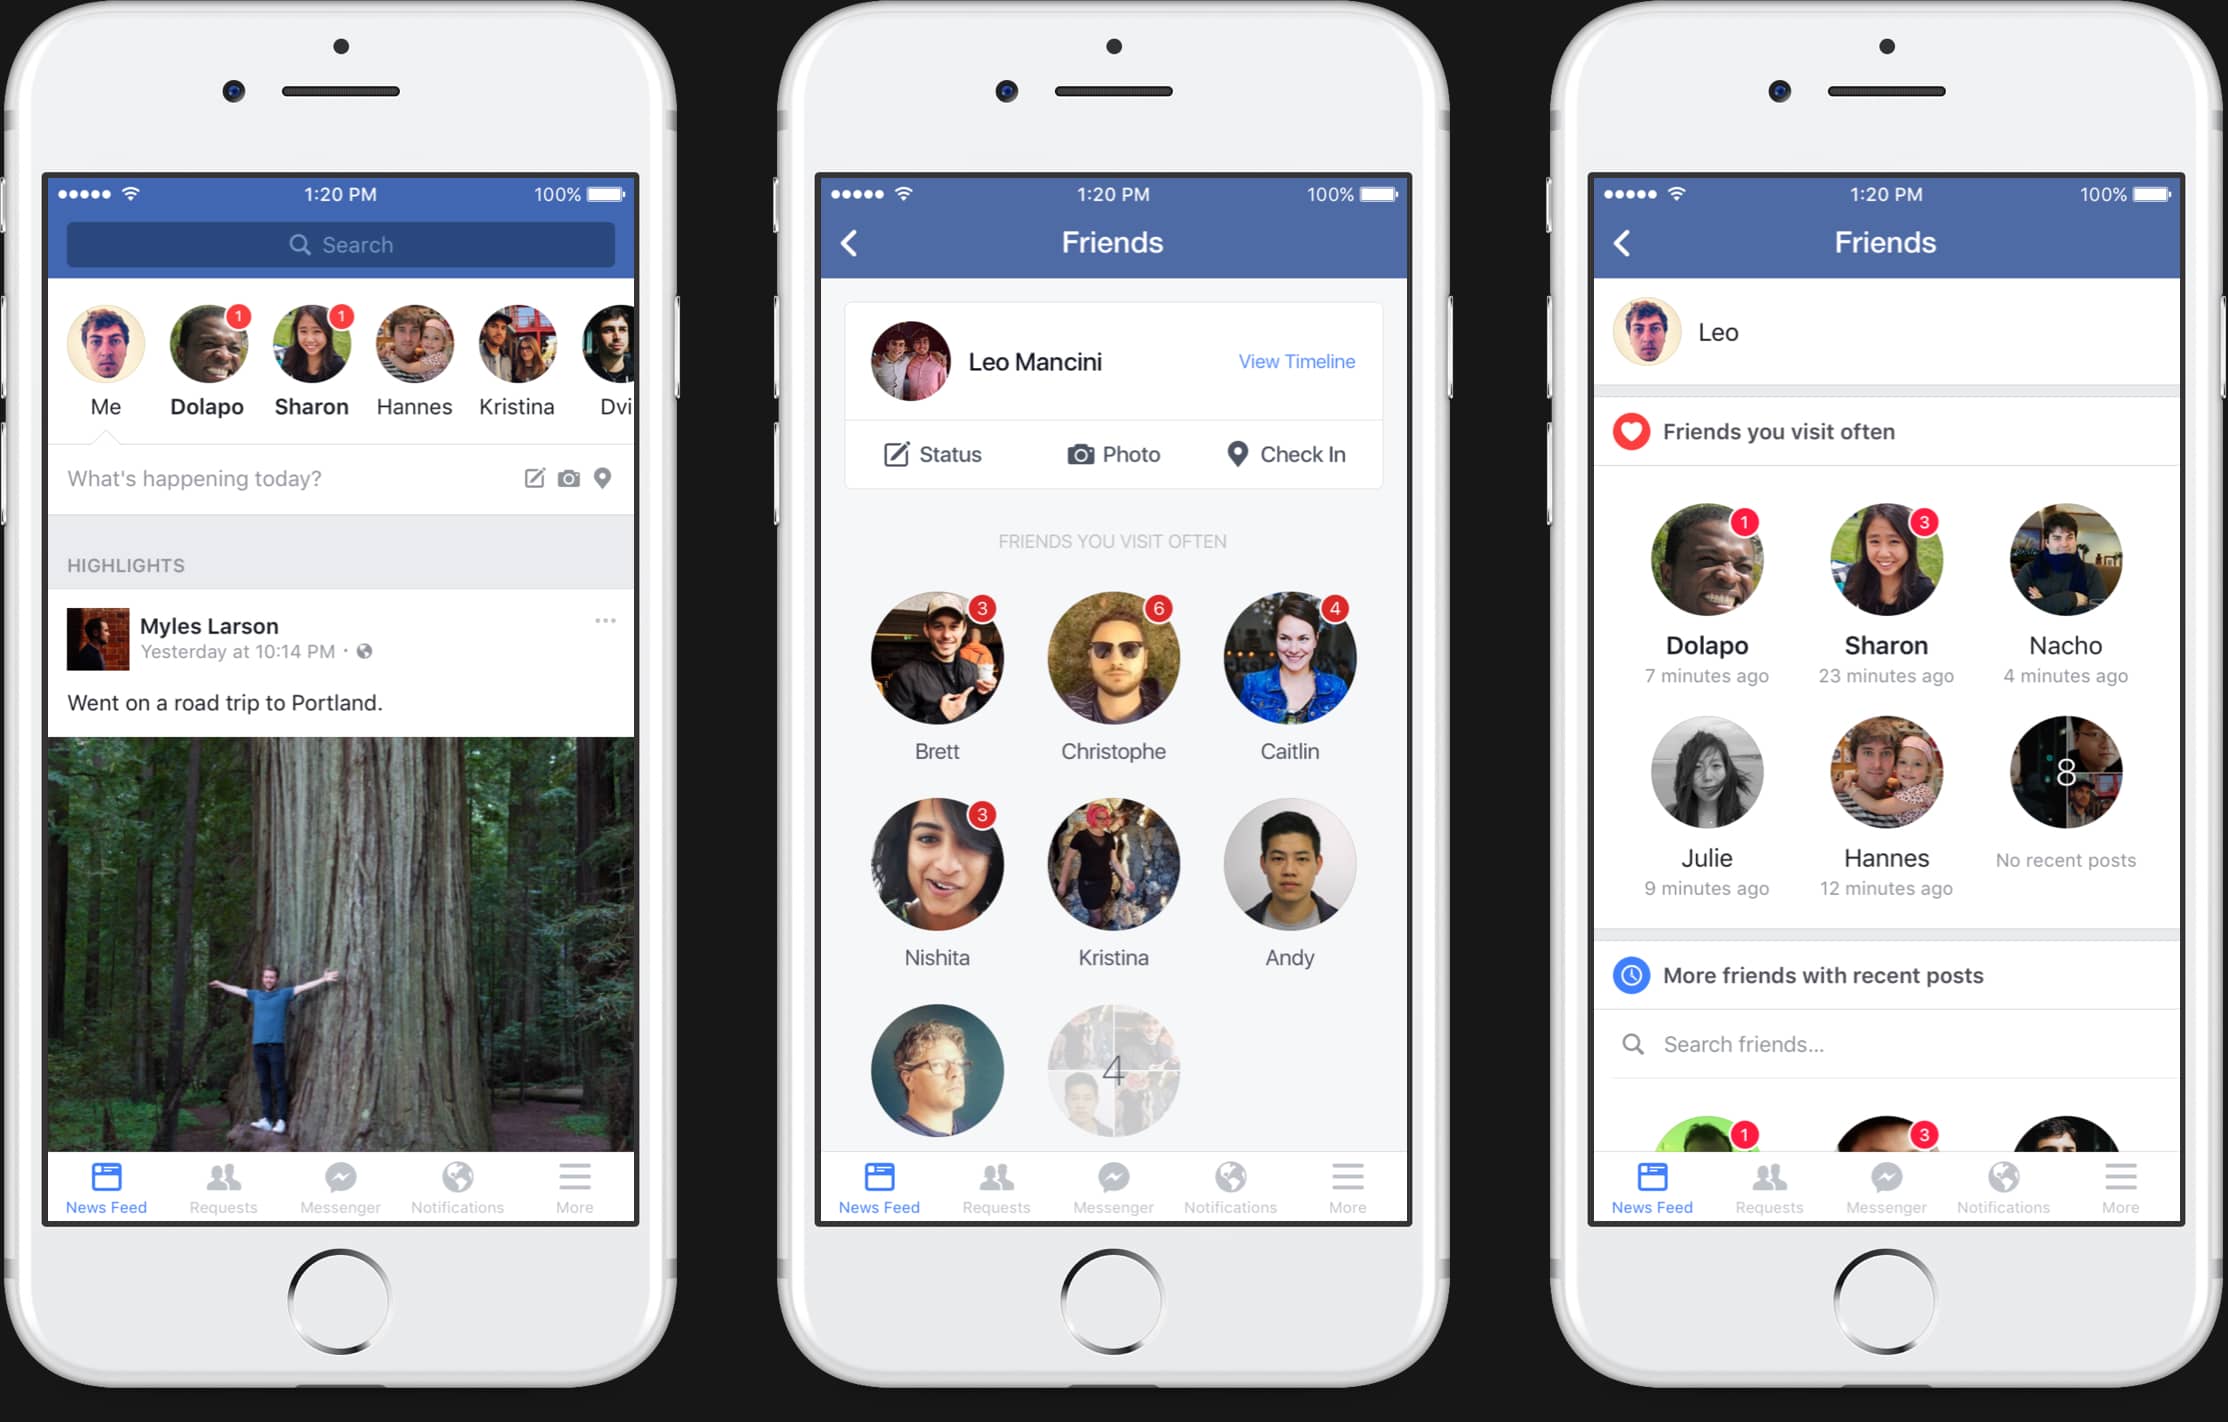 1:20 PM 100%
Search
1 1
Me Dolapo Sharon Hannes Kristina Dvi
What's happening today?
HIGHLIGHTS
Myles Larson
Yesterday at 10:14 PM ·
Went on a road trip to Portland.
News Feed Requests Messenger Notifications More
1:20 PM 100%
Friends
Leo Mancini View Timeline
Status Photo Check In
FRIENDS YOU VISIT OFTEN
3 6 4
Brett Christophe Caitlin
3
Nishita Kristina Andy
4
News Feed Requests Messenger Notifications More
1:20 PM 100%
Friends
Leo
Friends you visit often
1 3
Dolapo Sharon Nacho
7 minutes ago 23 minutes ago 4 minutes ago
8
Julie Hannes No recent posts
9 minutes ago 12 minutes ago
More friends with recent posts
Search friends...
1 3
News Feed Requests Messenger Notifications More